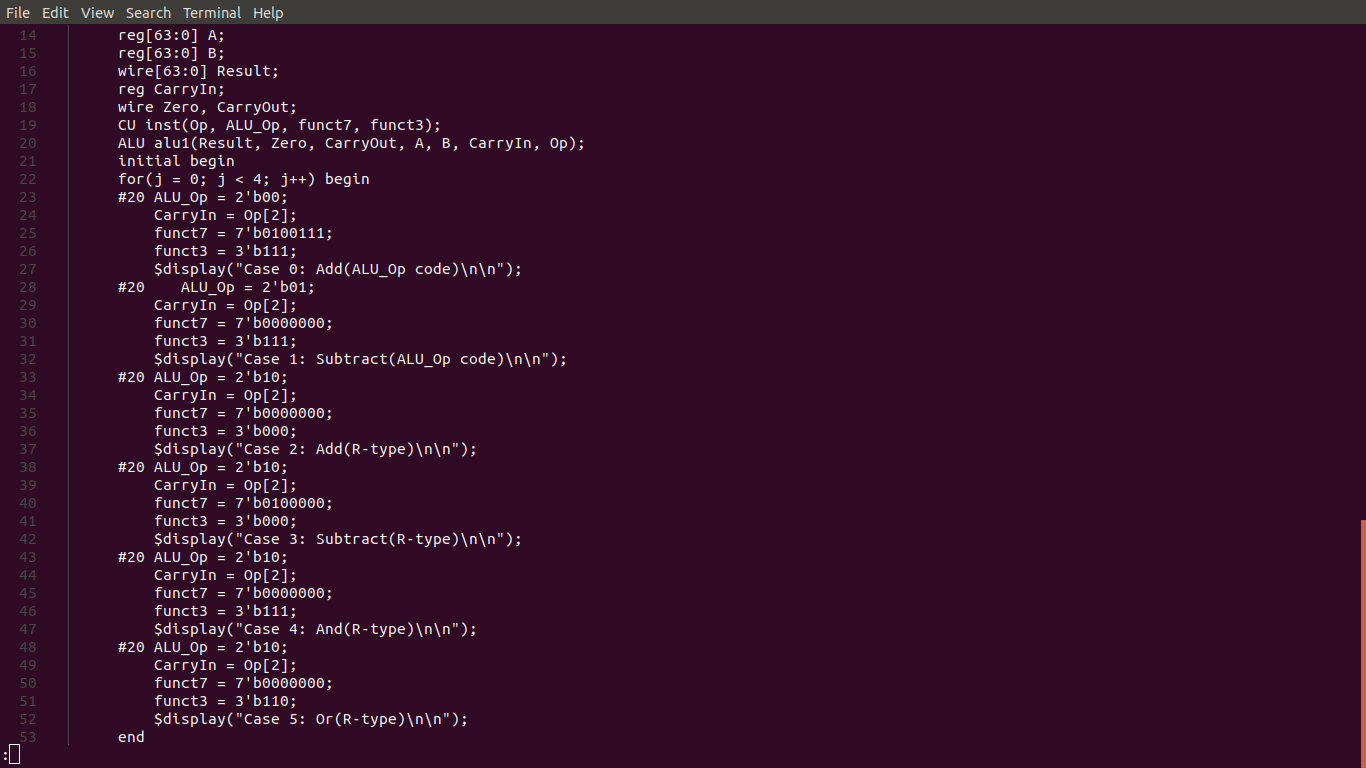 File Edit View Search Terminal Help
14 reg[63:0] A;
15 reg[63:0] B;
16 wire[63:0] Result;
17 reg CarryIn;
18 wire Zero, CarryOut;
19 CU inst(Op, ALU_Op, funct7, funct3);
20 ALU alu1(Result, Zero, CarryOut, A, B, CarryIn, Op);
21 initial begin
22 for(j = 0; j < 4; j++) begin
23 #20 ALU_Op = 2'b00;
24 CarryIn = Op[2];
25 funct7 = 7'b0100111;
26 funct3 = 3'b111;
27 $display("Case 0: Add(ALU_Op code)\n\n");
28 #20    ALU_Op = 2'b01;
29 CarryIn = Op[2];
30 funct7 = 7'b0000000;
31 funct3 = 3'b111;
32 $display("Case 1: Subtract(ALU_Op code)\n\n");
33 #20 ALU_Op = 2'b10;
34 CarryIn = Op[2];
35 funct7 = 7'b0000000;
36 funct3 = 3'b000;
37 $display("Case 2: Add(R-type)\n\n");
38 #20 ALU_Op = 2'b10;
39 CarryIn = Op[2];
40 funct7 = 7'b0100000;
41 funct3 = 3'b000;
42 $display("Case 3: Subtract(R-type)\n\n");
43 #20 ALU_Op = 2'b10;
44 CarryIn = Op[2];
45 funct7 = 7'b0000000;
46 funct3 = 3'b111;
47 $display("Case 4: And(R-type)\n\n");
48 #20 ALU_Op = 2'b10;
49 CarryIn = Op[2];
50 funct7 = 7'b0000000;
51 funct3 = 3'b110;
52 $display("Case 5: Or(R-type)\n\n");
53 end
: